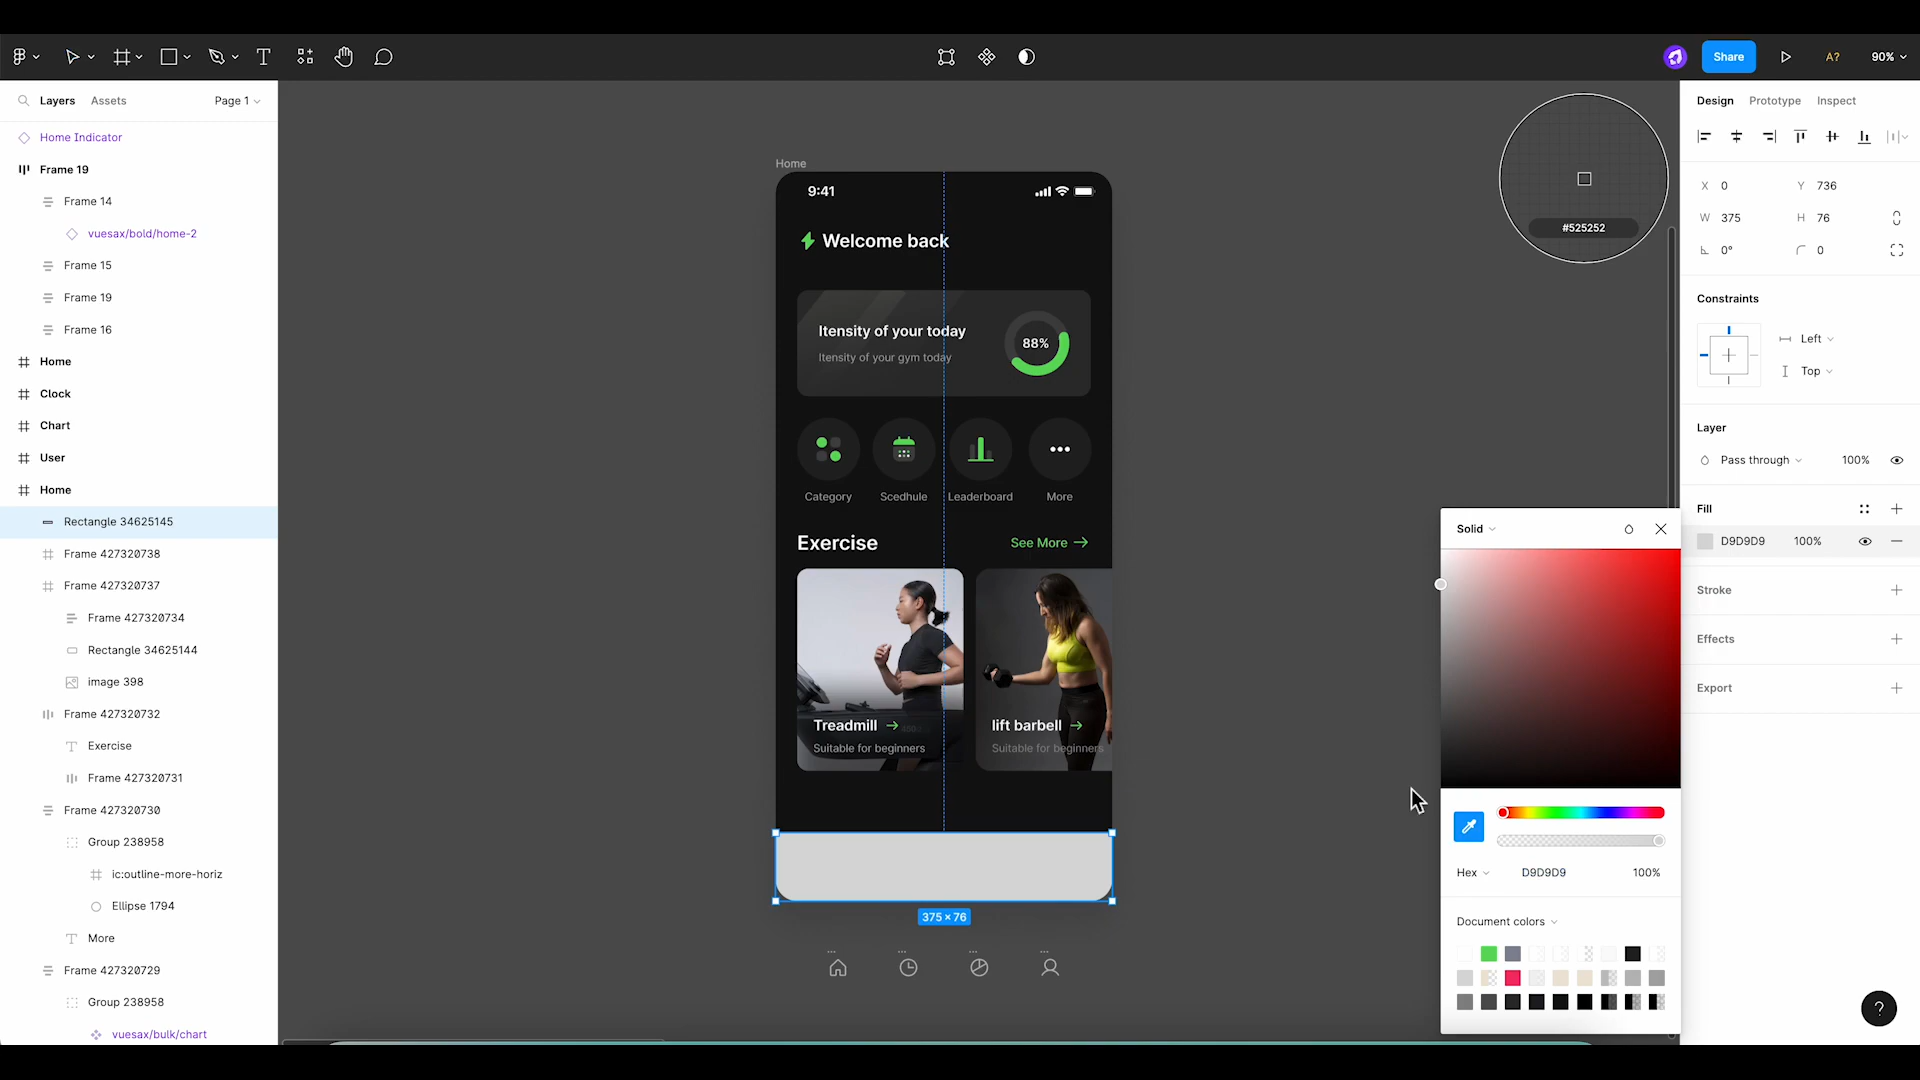 Share
A?
90%
Layers
Assets
Page 1
Home Indicator
Frame 19
Frame 14
vuesax/bold/home-2
Frame 15
Frame 19
Frame 16
Home
Clock
Chart
User
Home
Rectangle 34625145
Frame 427320738
Frame 427320737
Frame 427320734
Rectangle 34625144
image 398
Frame 427320732
Exercise
Frame 427320731
Frame 427320730
Group 238958
ic:outline-more-horiz
Ellipse 1794
More
Frame 427320729
Group 238958
vuesax/bulk/chart
Home
9:41
Welcome back
Itensity of your today
Itensity of your gym today
88%
Category
Scedhule
Leaderboard
More
Exercise
See More
Treadmill
Suitable for beginners
lift barbell
Suitable for beginners
375 × 76
...
...
...
...
#525252
Solid
Hex
D9D9D9
100%
Document colors
Design
Prototype
Inspect
X 0
Y 736
W 375
H 76
0°
0
Constraints
Left
Top
Layer
Pass through
100%
Fill
D9D9D9
100%
Stroke
Effects
Export
?